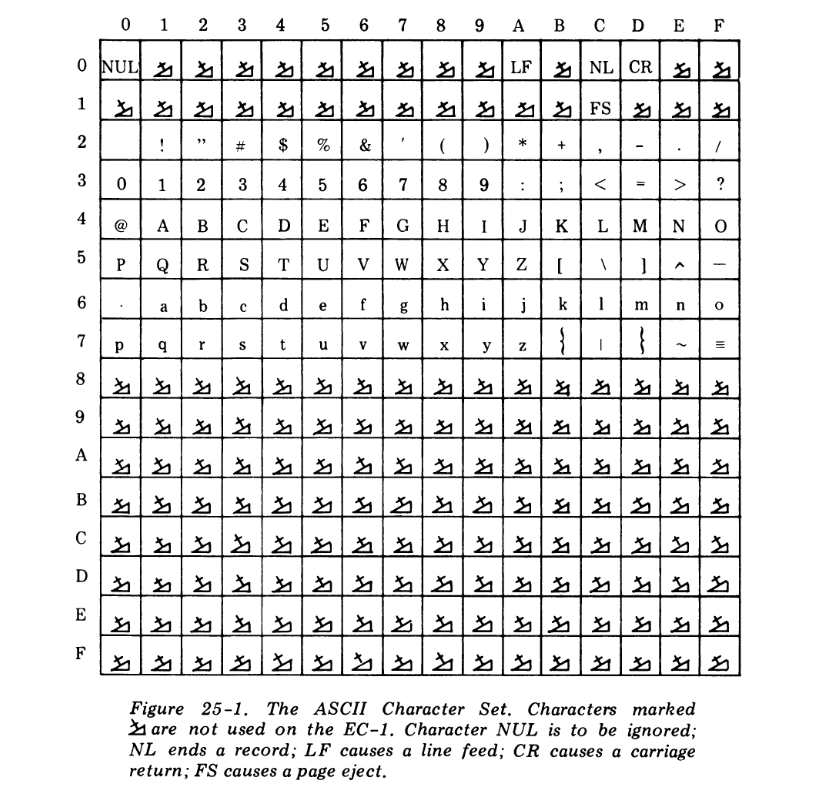 0 1 2 3 4 5 6 7 8 9 A B C D E F
0 NUL LF NL CR
1 FS
2 ! ” # $ % & ′ ( ) * + , - . /
3 0 1 2 3 4 5 6 7 8 9 : ; < = > ?
4 @ A B C D E F G H I J K L M N O
5 P Q R S T U V W X Y Z [ \ ] ^ —
6 · a b c d e f g h i j k l m n o
7 p q r s t u v w x y z } | { ~ ≡
8
9
A
B
C
D
E
F
Figure 25-1. The ASCII Character Set. Characters marked
are not used on the EC-1. Character NUL is to be ignored;
NL ends a record; LF causes a line feed; CR causes a carriage
return; FS causes a page eject.